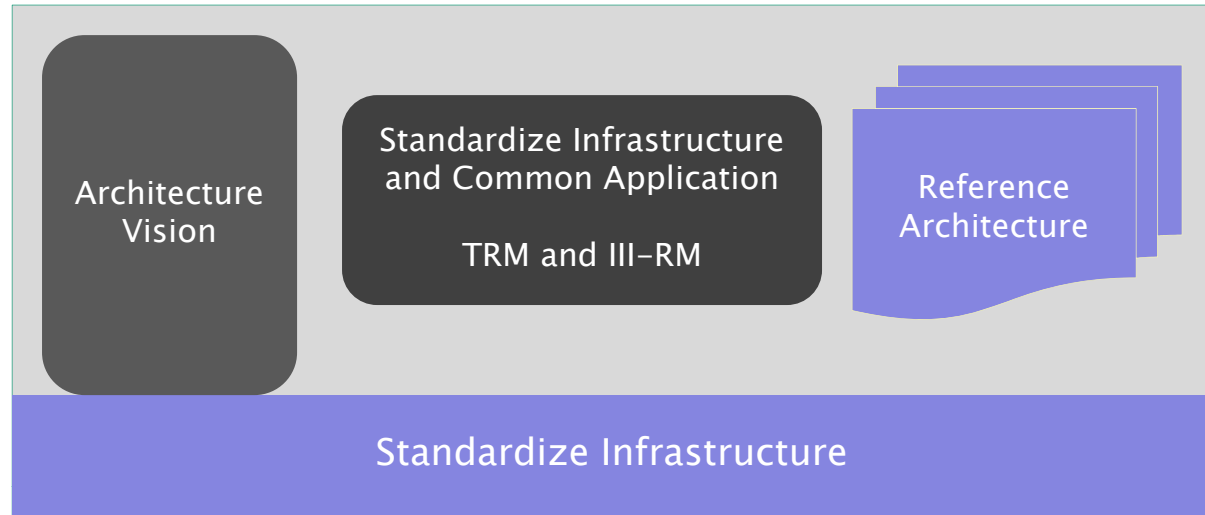 Architecture
Vision
Standardize Infrastructure
and Common Application
TRM and III-RM
Reference
Architecture
Standardize Infrastructure